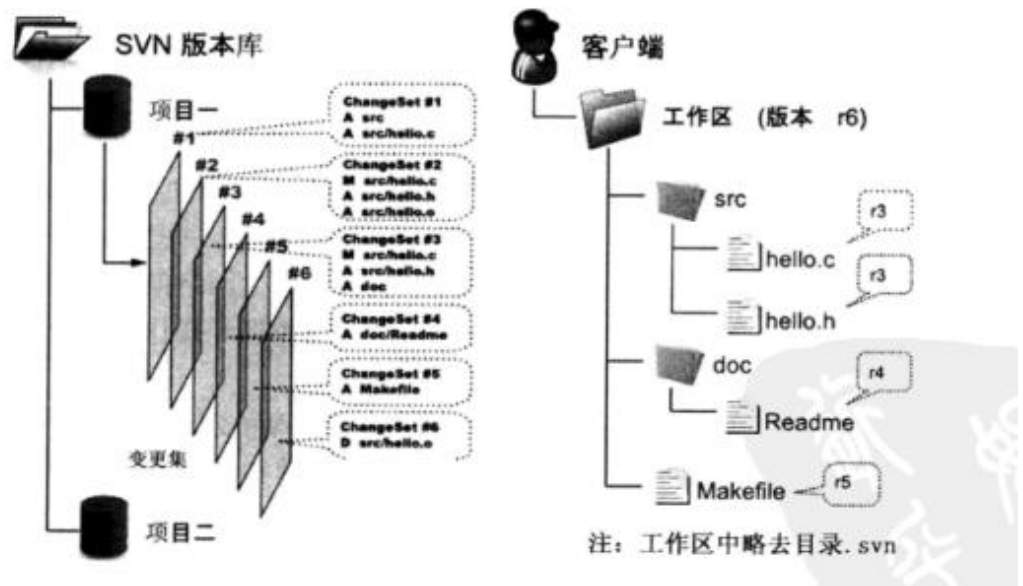 SVN 版本库
项目一
#1
#2
#3
#4
#5
#6
ChangeSet #1
A src
A src/hello.c
ChangeSet #2
M src/hello.c
A src/hello.h
A src/hello.o
ChangeSet #3
M src/hello.c
A src/hello.h
A doc
ChangeSet #4
A doc/Readme
ChangeSet #5
A Makefile
ChangeSet #6
D src/hello.o
变更集
项目二
客户端
工作区 (版本 r6)
src
r3
hello.c
r3
hello.h
doc
r4
Readme
Makefile
r5
注：工作区中略去目录.svn